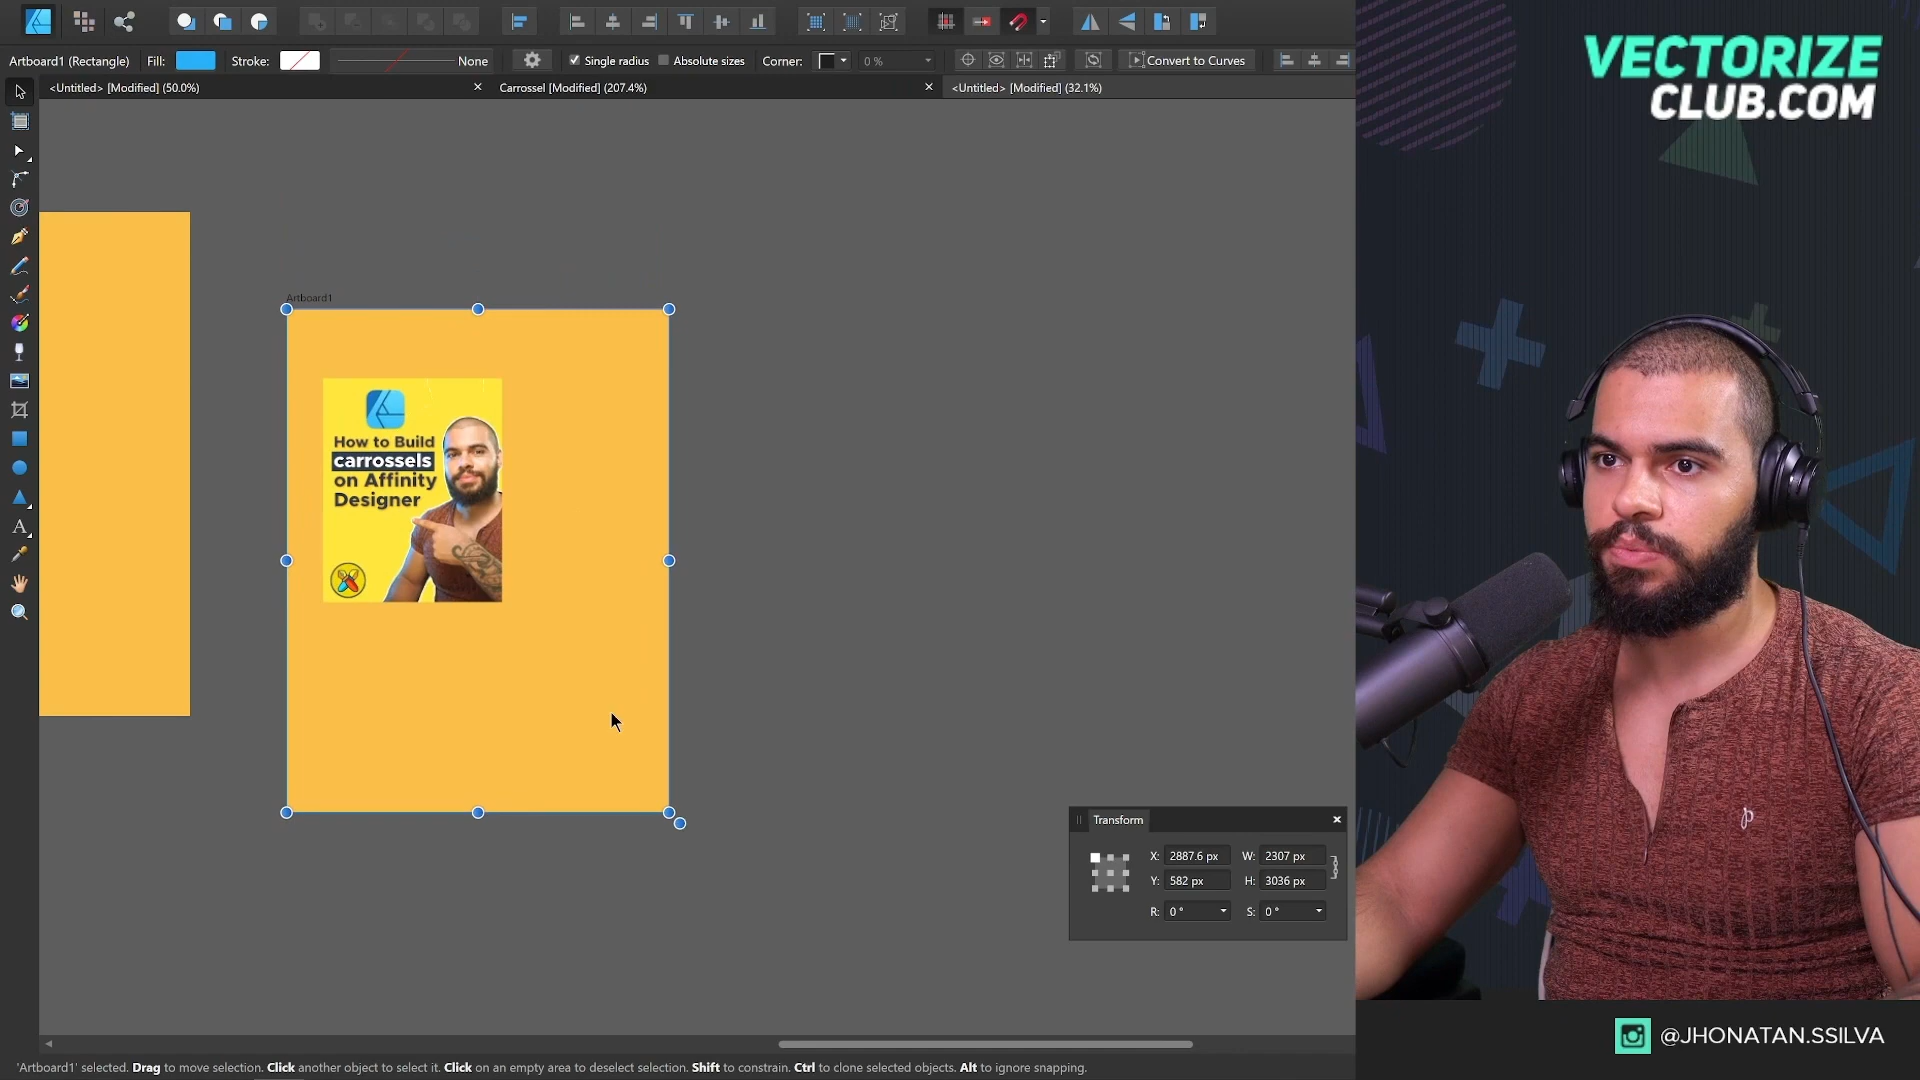 Artboard1 (Rectangle) Fill: Stroke: None Single radius Absolute sizes Corner: 0 % Convert to Curves
<Untitled> [Modified] (50.0%) Carrossel [Modified] (207.4%) <Untitled> [Modified] (32.1%)
VECTORIZE
CLUB.COM
Artboard1
How to Build
carrossels
on Affinity
Designer
Transform
X: 2887.6 px W: 2307 px
Y: 582 px H: 3036 px
R: 0 ° S: 0 °
@JHONATAN.SSILVA
'Artboard1' selected. Drag to move selection. Click another object to select it. Click on an empty area to deselect selection. Shift to constrain. Ctrl to clone selected objects. Alt to ignore snapping.